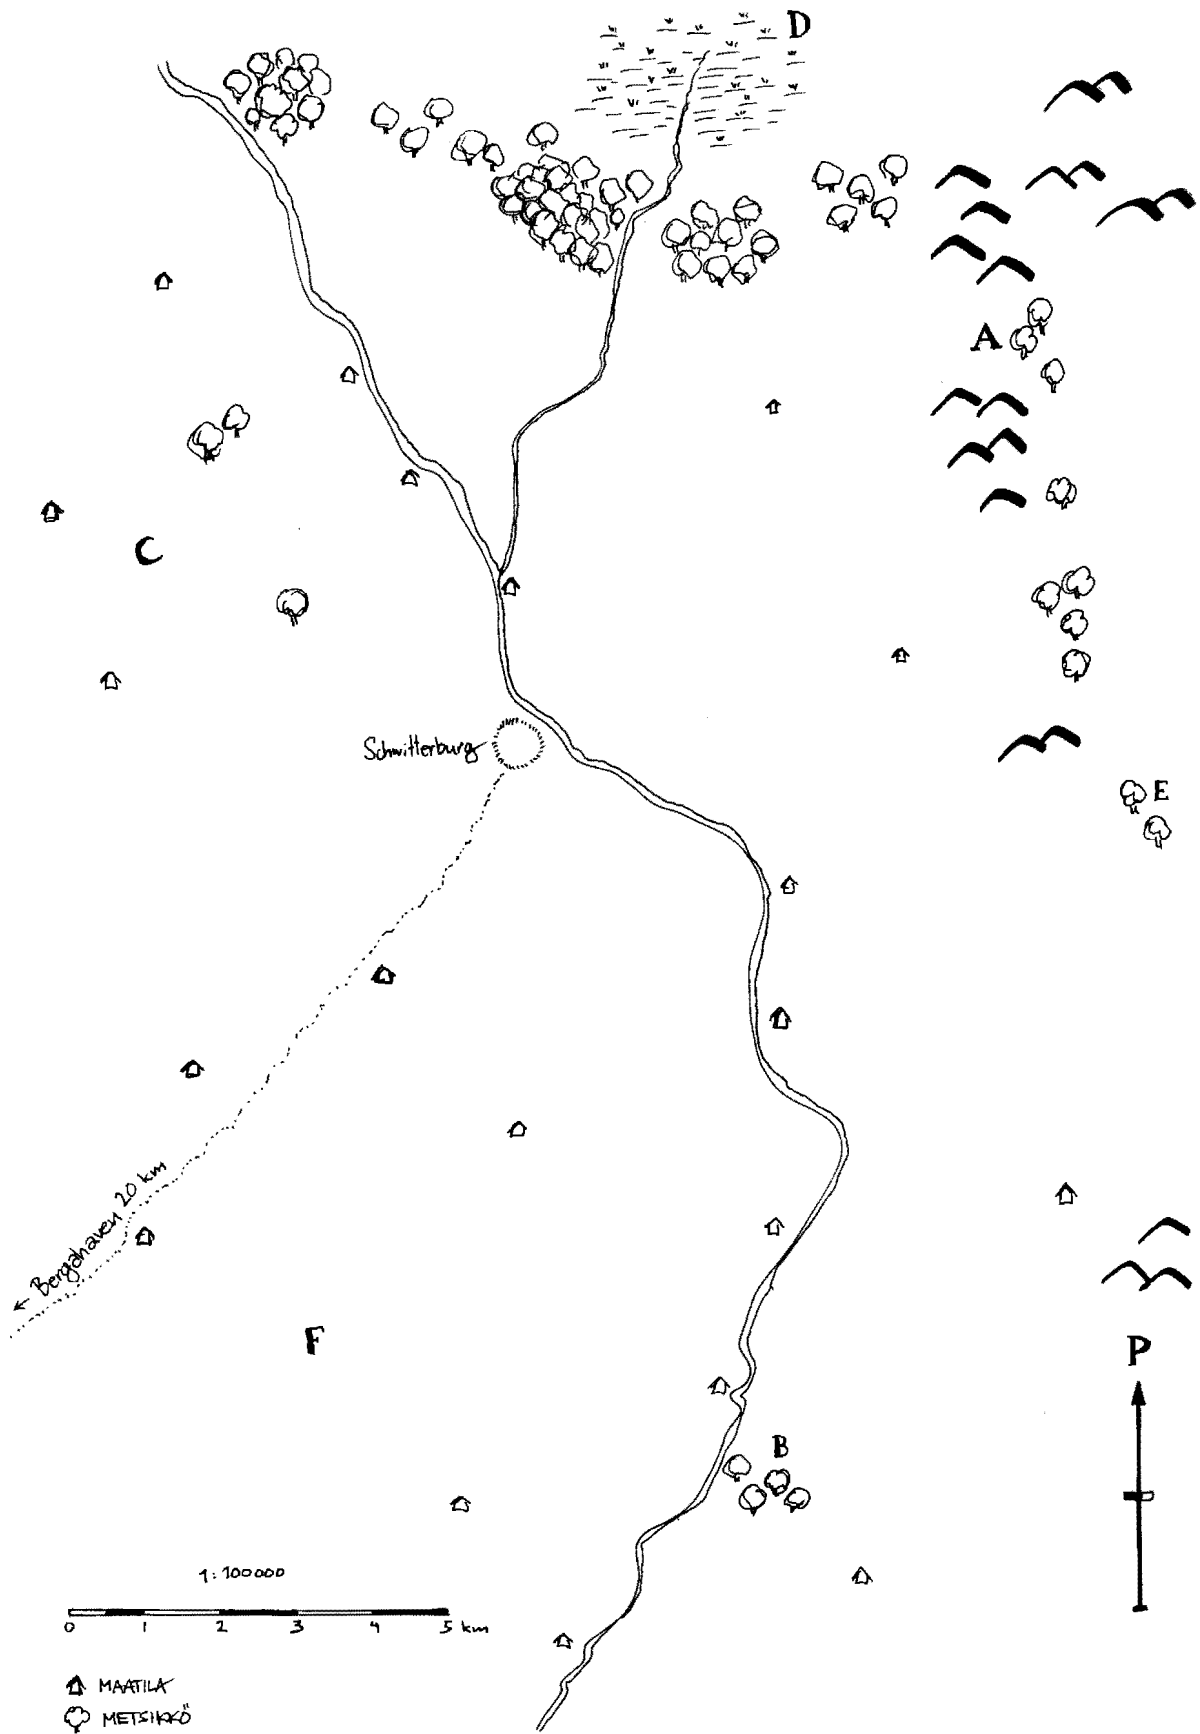 D
A
C
Schwitterburg
E
← Bergahaven 20 km
F
P
B
1:100000
0 1 2 3 4 5 km
MAATILA
METSIKKÖ